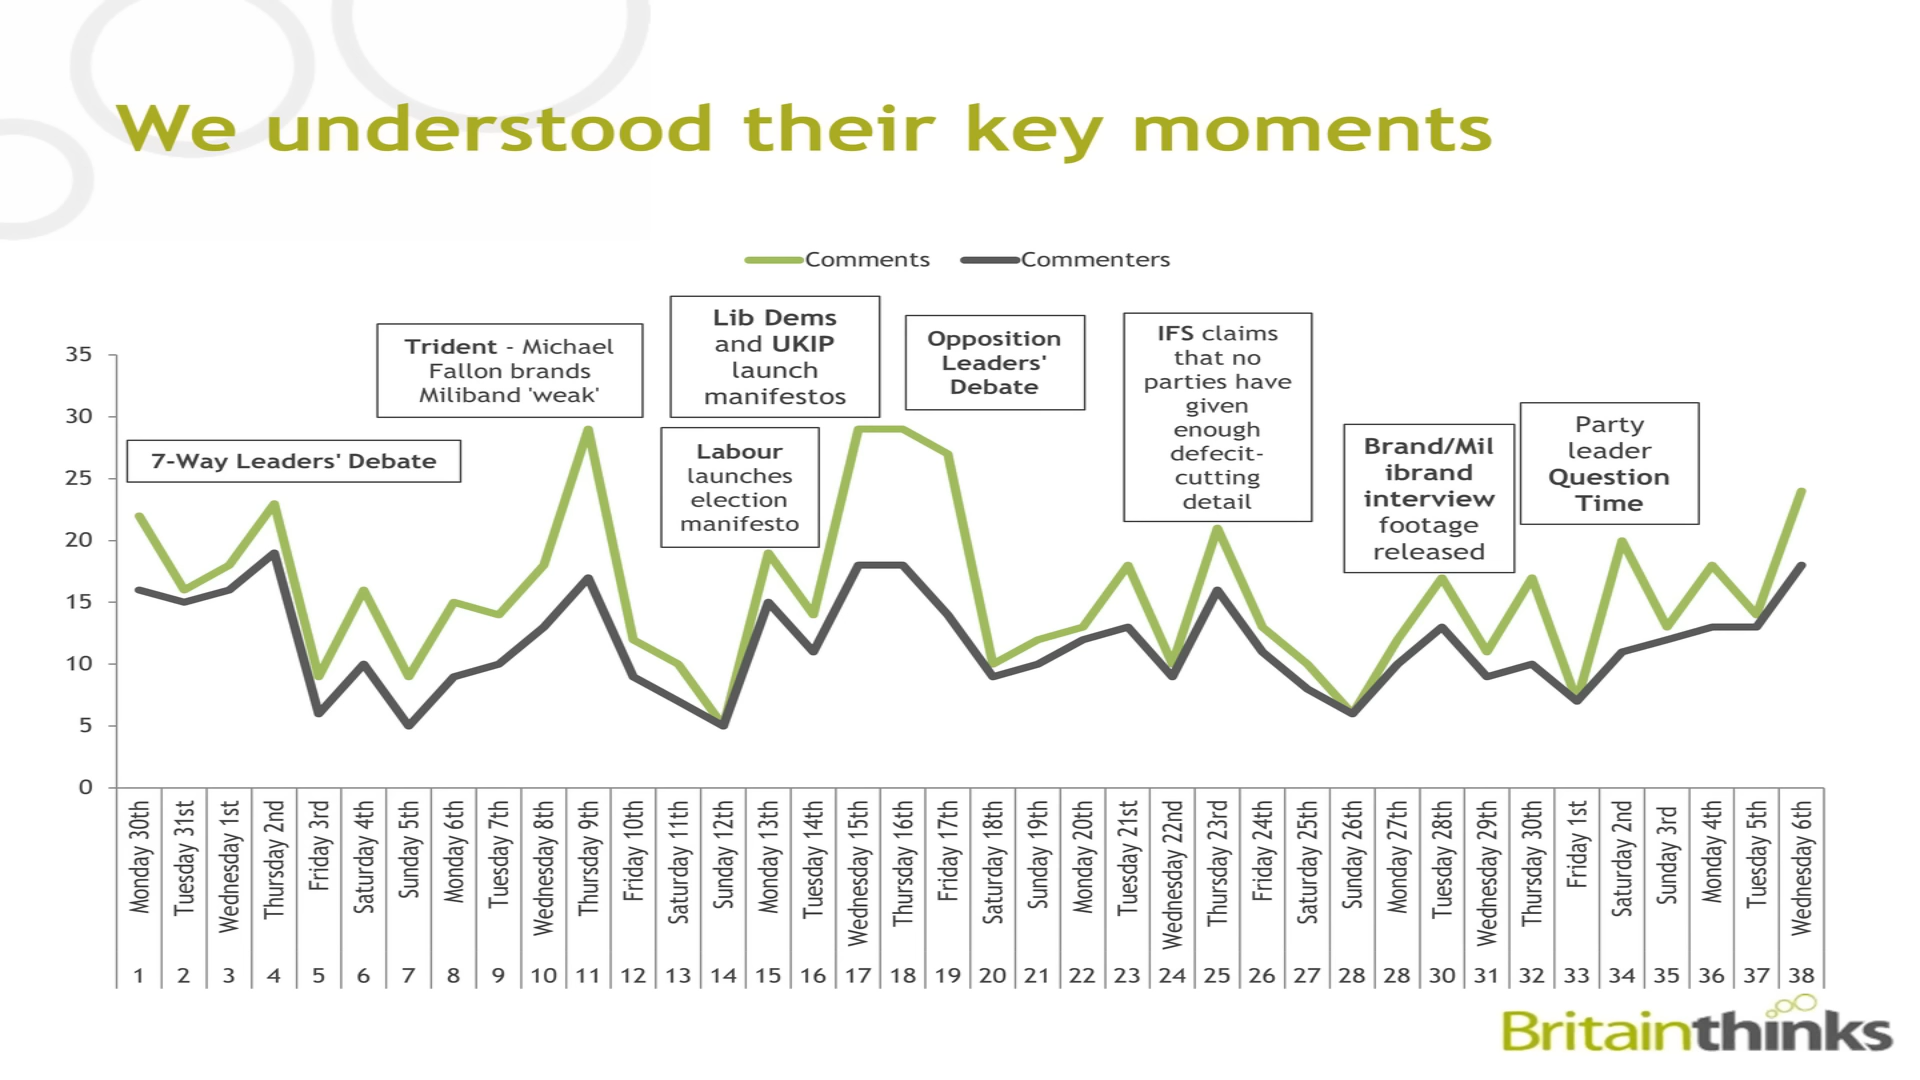 We understood their key moments
Comments
Commenters
Trident - Michael
Fallon brands
Miliband 'weak'
Lib Dems
and UKIP
launch
manifestos
Opposition
Leaders'
Debate
IFS claims
that no
parties have
given
enough
defecit-
cutting
detail
7-Way Leaders' Debate
Labour
launches
election
manifesto
Brand/Mil
ibrand
interview
footage
released
Party
leader
Question
Time
35
30
25
20
15
10
5
0
Monday 30th
Tuesday 31st
Wednesday 1st
Thursday 2nd
Friday 3rd
Saturday 4th
Sunday 5th
Monday 6th
Tuesday 7th
Wednesday 8th
Thursday 9th
Friday 10th
Saturday 11th
Sunday 12th
Monday 13th
Tuesday 14th
Wednesday 15th
Thursday 16th
Friday 17th
Saturday 18th
Sunday 19th
Monday 20th
Tuesday 21st
Wednesday 22nd
Thursday 23rd
Friday 24th
Saturday 25th
Sunday 26th
Monday 27th
Tuesday 28th
Wednesday 29th
Thursday 30th
Friday 1st
Saturday 2nd
Sunday 3rd
Monday 4th
Tuesday 5th
Wednesday 6th
1 2 3 4 5 6 7 8 9 10 11 12 13 14 15 16 17 18 19 20 21 22 23 24 25 26 27 28 28 30 31 32 33 34 35 36 37 38
Britainthinks